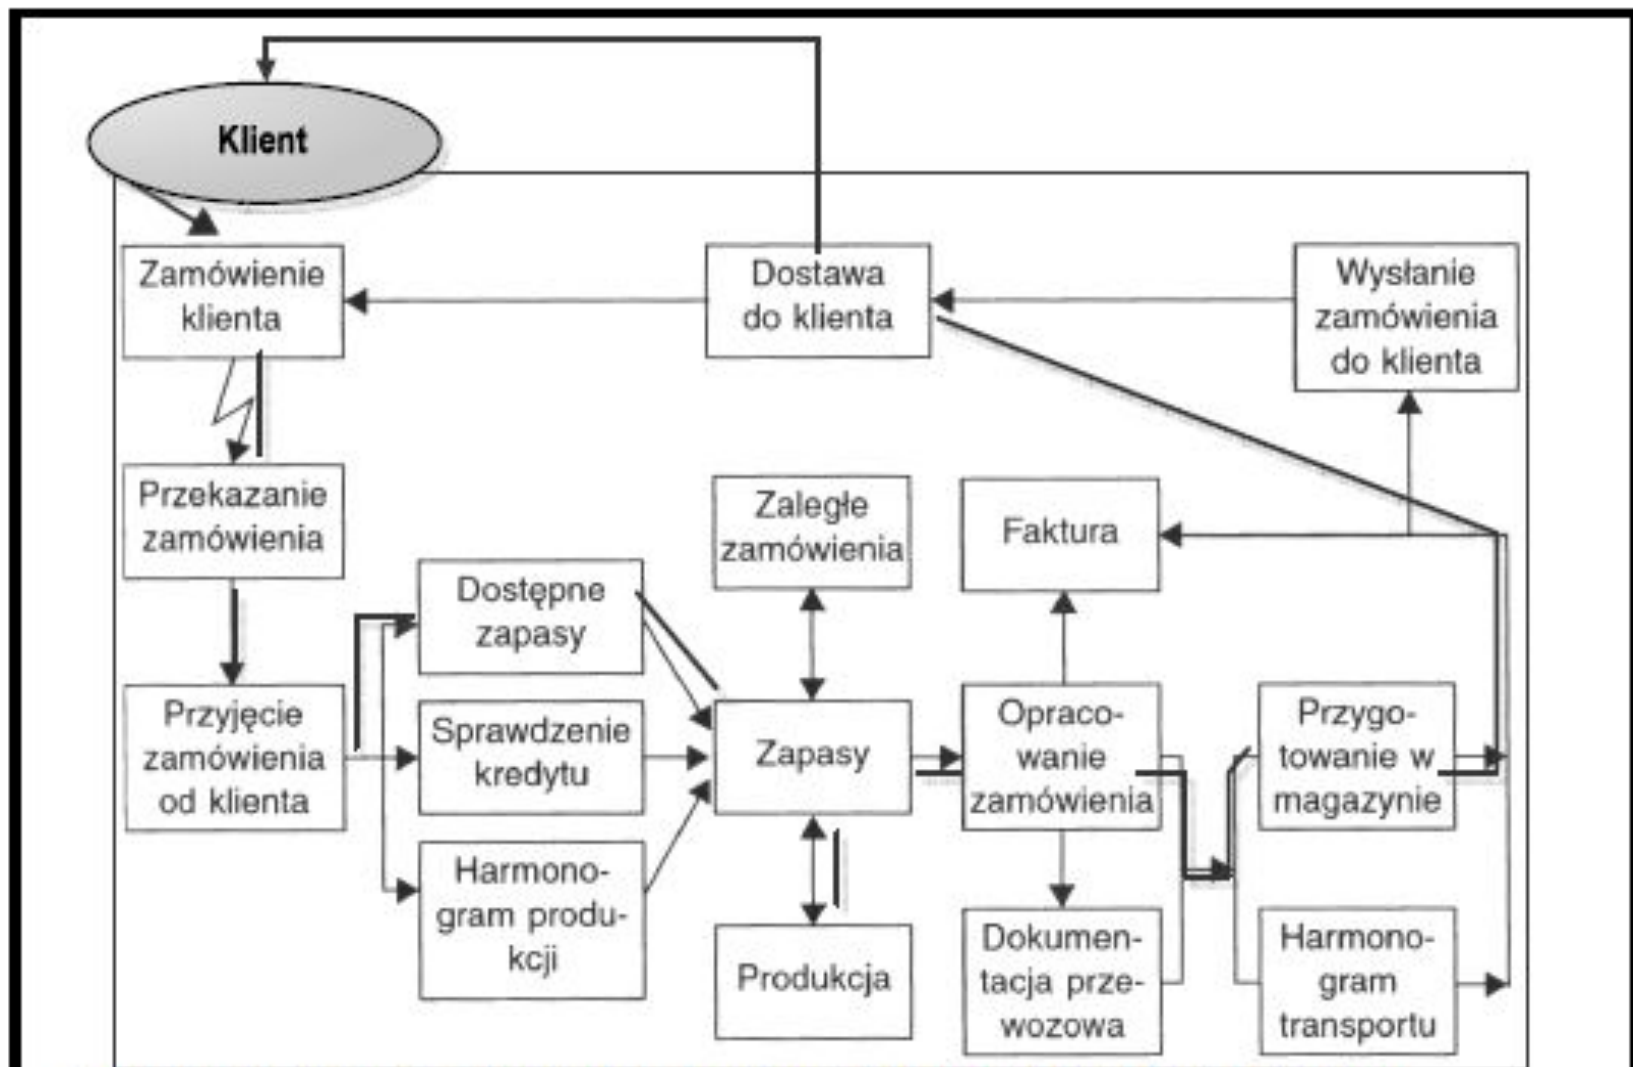 Klient
Zamówienie
klienta
Dostawa
do klienta
Wysłanie
zamówienia
do klienta
Przekazanie
zamówienia
Zaległe
zamówienia
Faktura
Dostępne
zapasy
Przyjęcie
zamówienia
od klienta
Sprawdzenie
kredytu
Zapasy
Opraco-
wanie
zamówienia
Przygo-
towanie w
magazynie
Harmono-
gram produ-
kcji
Produkcja
Dokumen-
tacja prze-
wozowa
Harmono-
gram
transportu